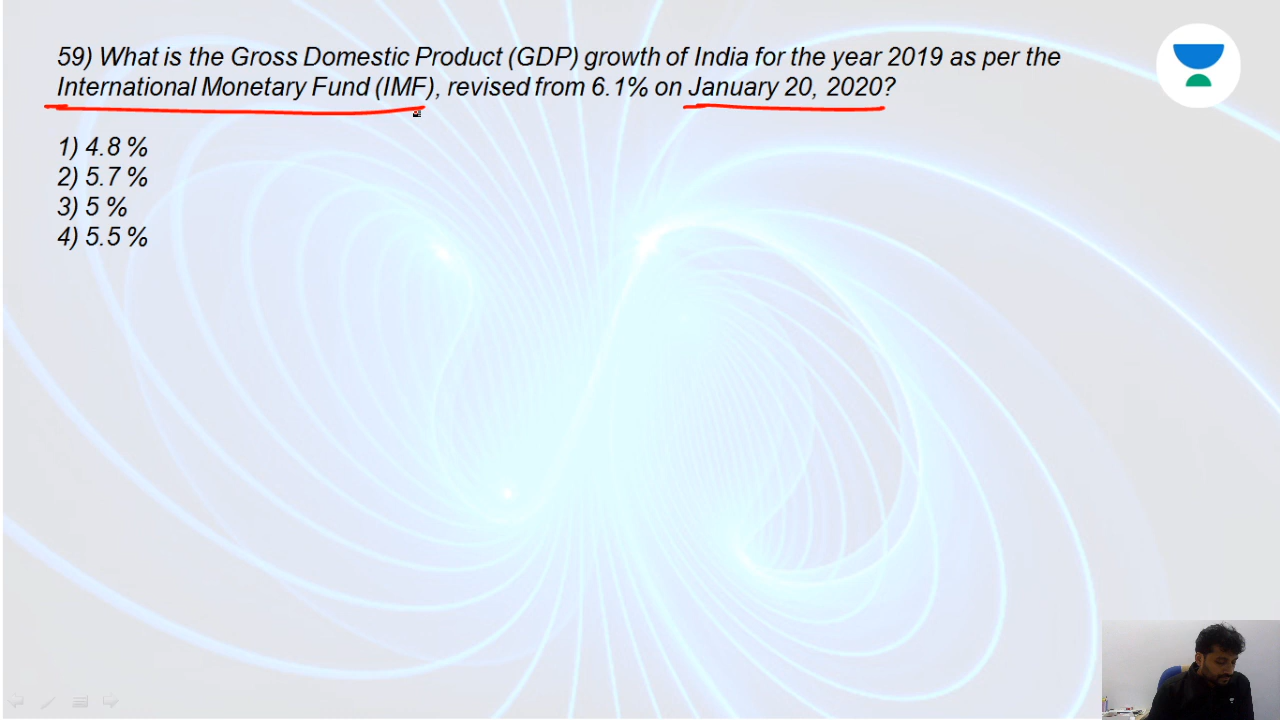 59) What is the Gross Domestic Product (GDP) growth of India for the year 2019 as per the
International Monetary Fund (IMF), revised from 6.1% on January 20, 2020?
1) 4.8 %
2) 5.7 %
3) 5 %
4) 5.5 %